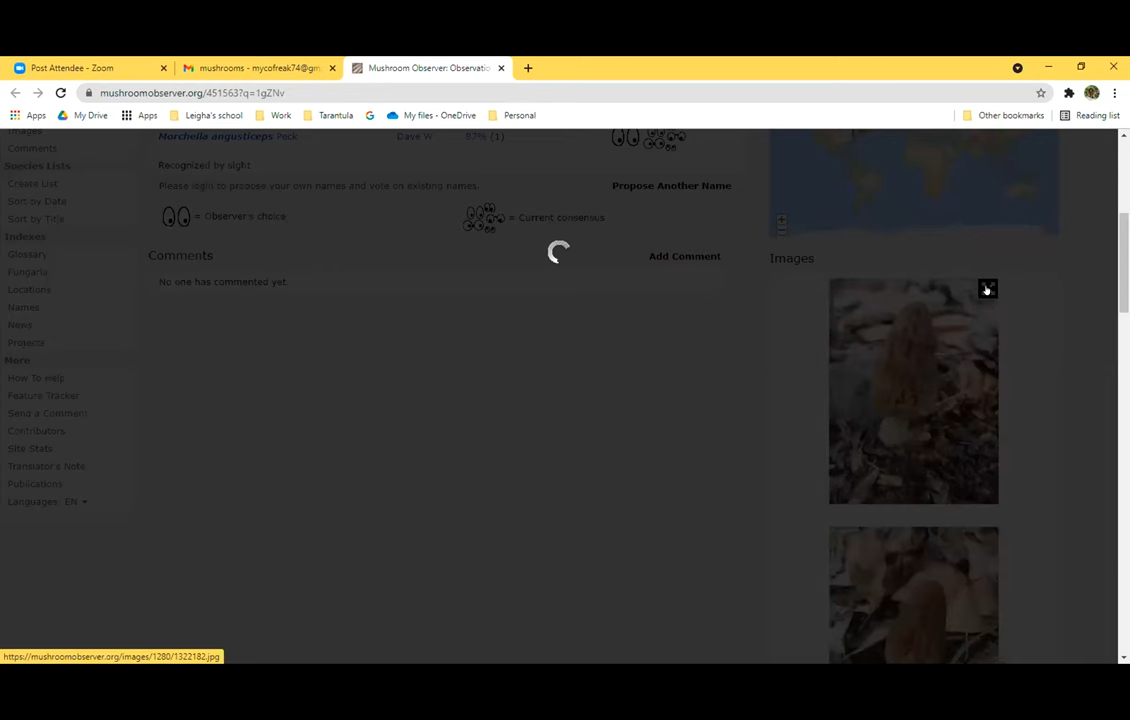 Post Attendee - Zoom
mushrooms - mycofreak74@gm
Mushroom Observer: Observatio
mushroomobserver.org/451563?q=1gZNv
Apps
My Drive
Apps
Leigha's school
Work
Tarantula
My files - OneDrive
Personal
Other bookmarks
Reading list
Images
Comments
Species Lists
Create List
Sort by Date
Sort by Title
Indexes
Glossary
Fungaria
Locations
Names
News
Projects
More
How To Help
Feature Tracker
Send a Comment
Contributors
Site Stats
Translator's Note
Publications
Languages: EN
Morchella angusticeps Peck
Dave W
87% (1)
Recognized by sight
Please login to propose your own names and vote on existing names.
Propose Another Name
= Observer's choice
= Current consensus
Comments
Add Comment
No one has commented yet.
Images
https://mushroomobserver.org/images/1280/1322182.jpg